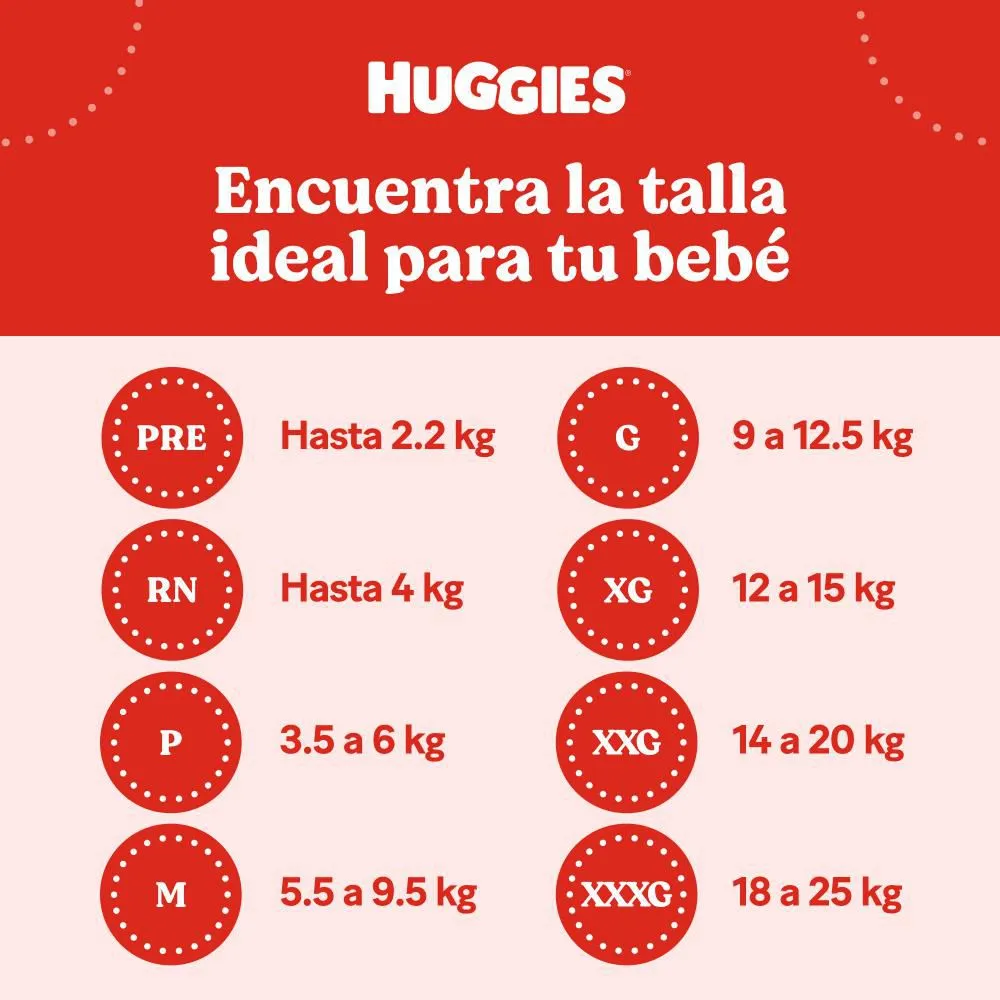 HUGGIES®
Encuentra la talla
ideal para tu bebé
PRE Hasta 2.2 kg
RN Hasta 4 kg
P 3.5 a 6 kg
M 5.5 a 9.5 kg
G 9 a 12.5 kg
XG 12 a 15 kg
XXG 14 a 20 kg
XXXG 18 a 25 kg